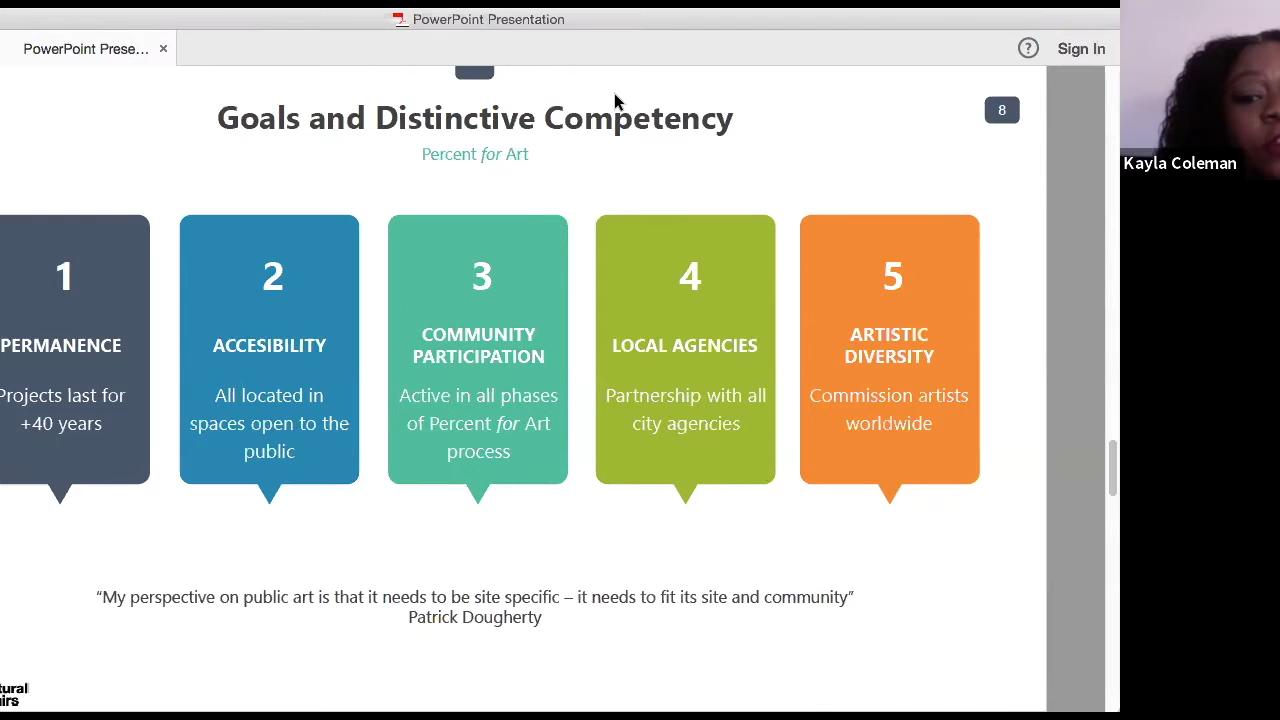 PowerPoint Presentation
PowerPoint Prese... ×
? Sign In
Goals and Distinctive Competency
8
Percent for Art
Kayla Coleman
1
PERMANENCE
Projects last for
+40 years
2
ACCESIBILITY
All located in
spaces open to the
public
3
COMMUNITY
PARTICIPATION
Active in all phases
of Percent for Art
process
4
LOCAL AGENCIES
Partnership with all
city agencies
5
ARTISTIC
DIVERSITY
Commission artists
worldwide
“My perspective on public art is that it needs to be site specific – it needs to fit its site and community”
Patrick Dougherty
tural
irs